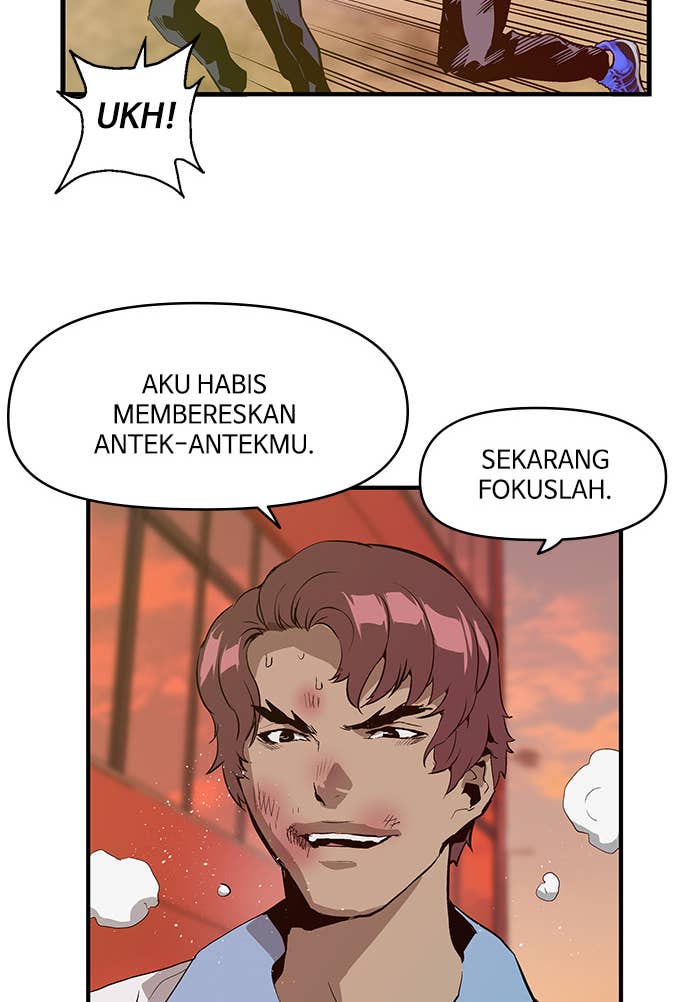 UKH!
AKU HABIS
MEMBERESKAN
ANTEK-ANTEKMU.
SEKARANG
FOKUSLAH.